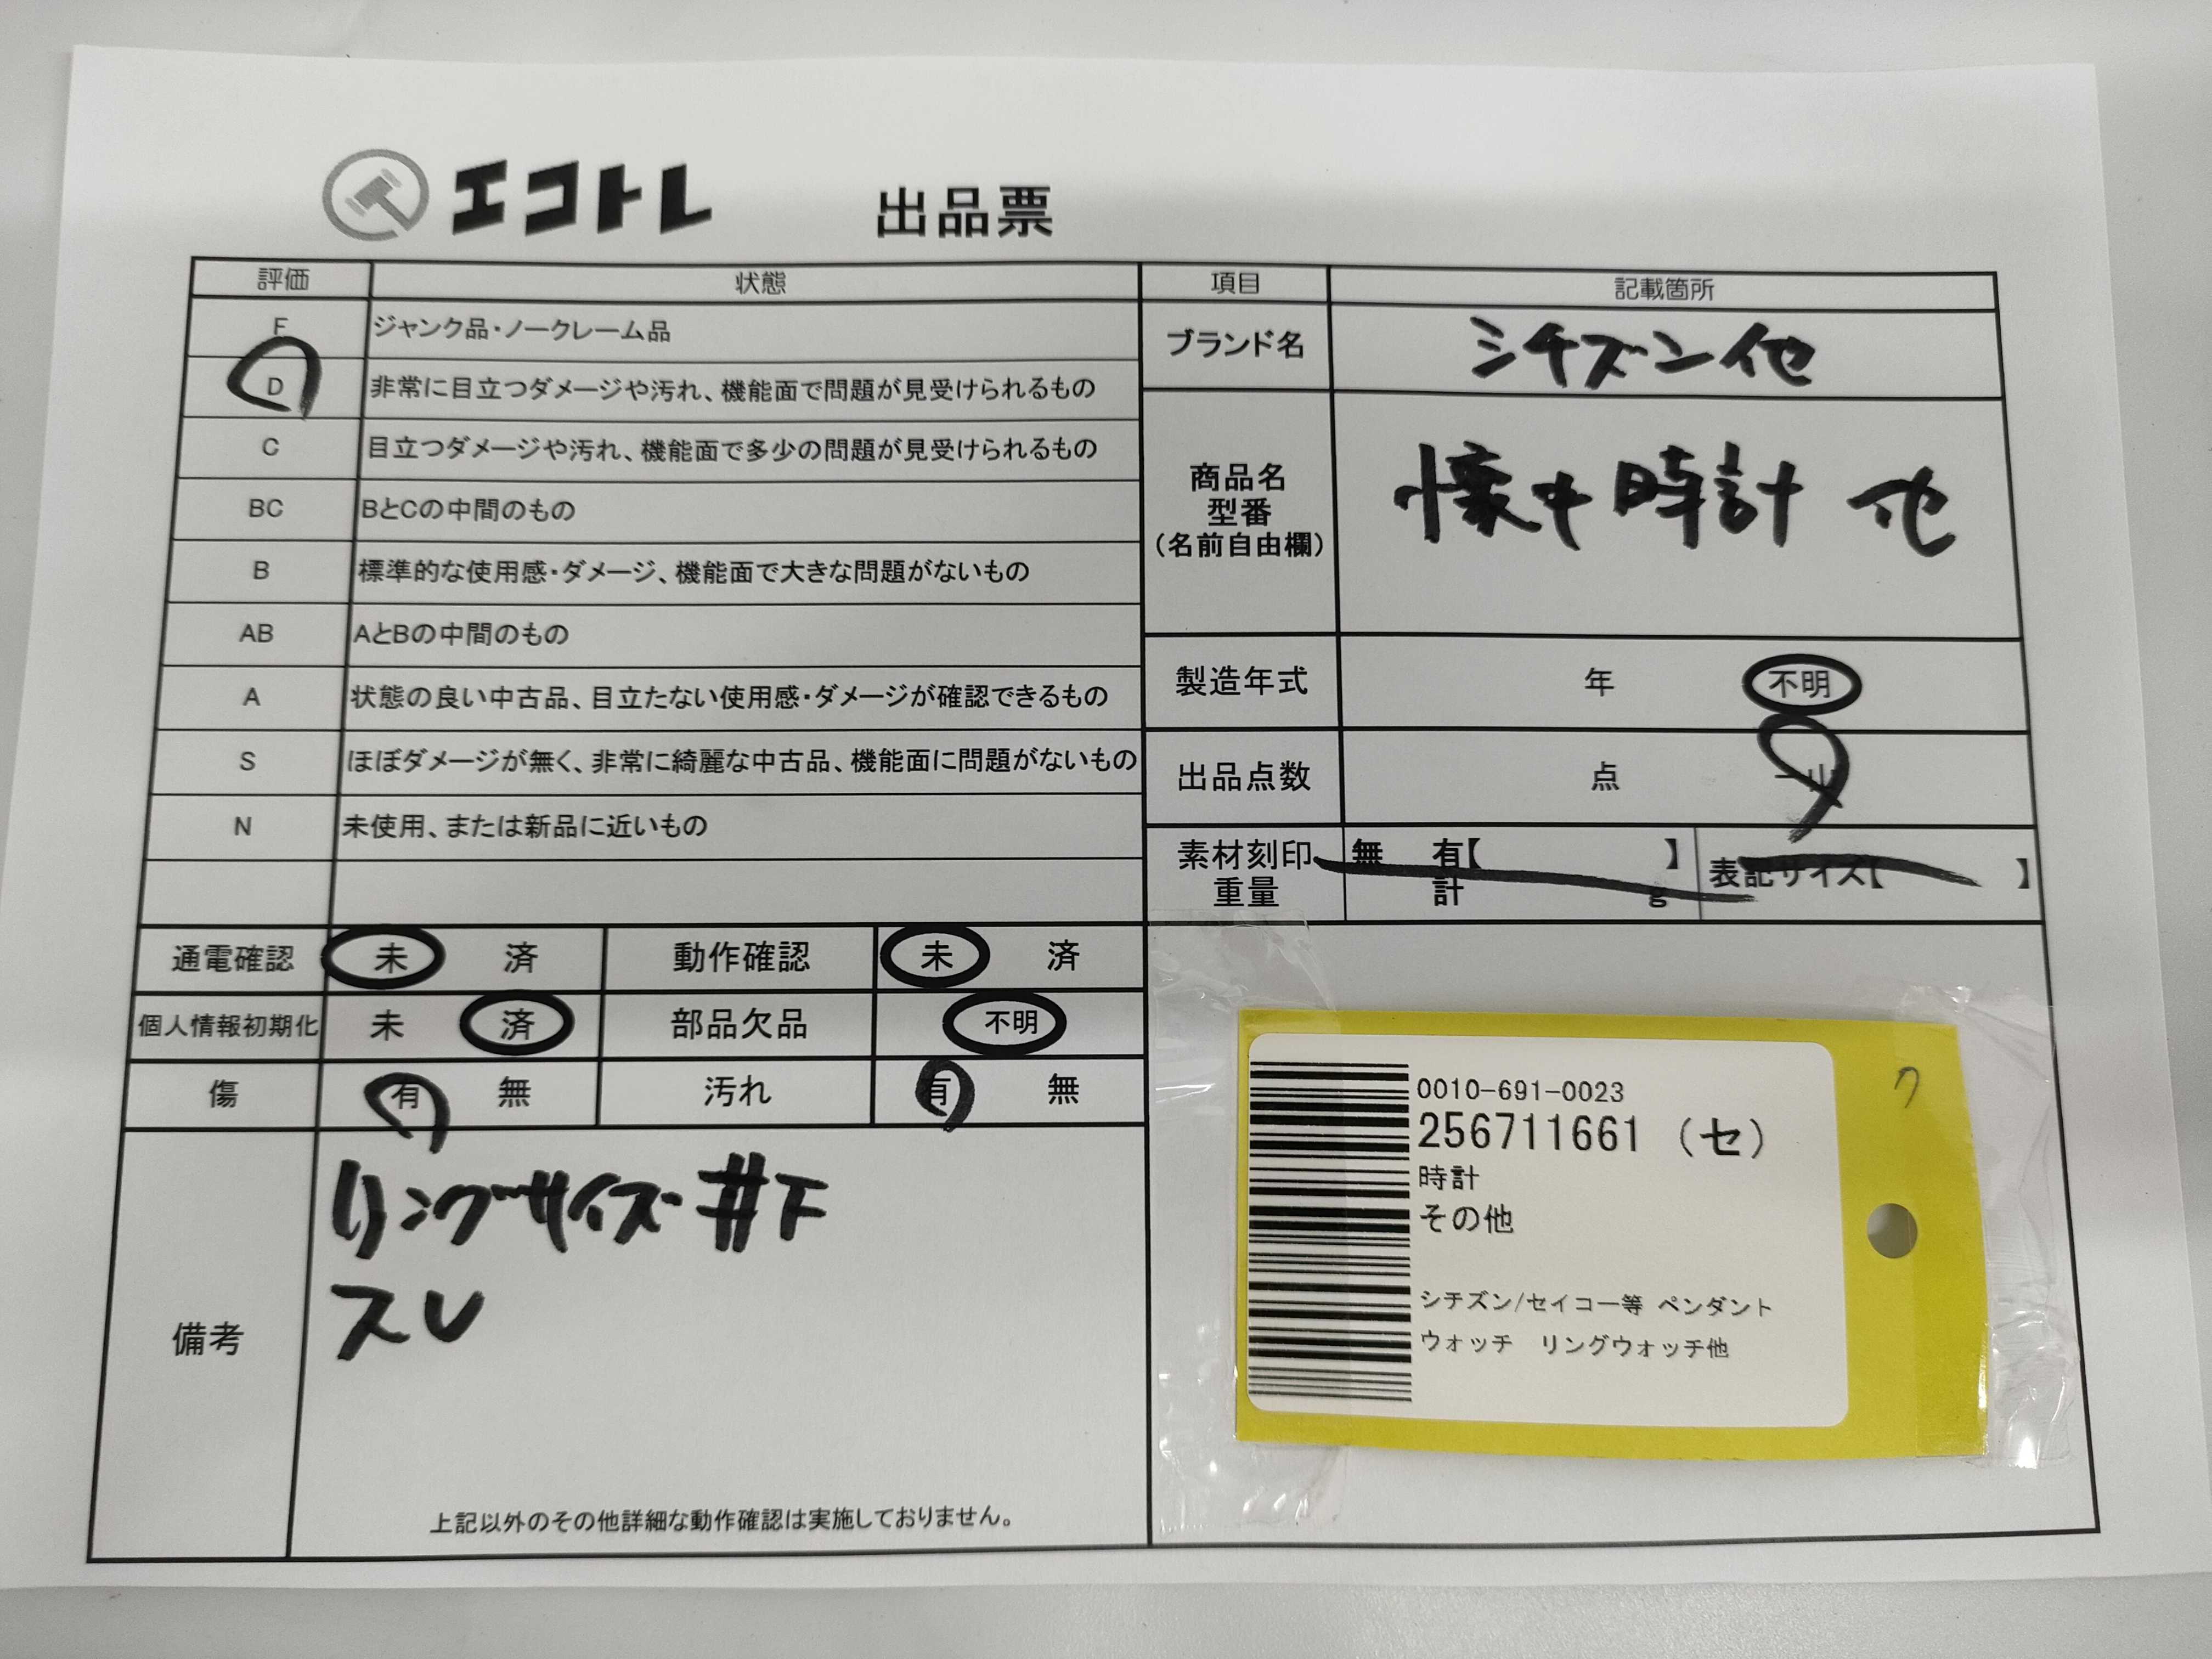 エコトレ 出品票
評価 状態 項目 記載箇所
F ジャンク品・ノークレーム品
D 非常に目立つダメージや汚れ、機能面で問題が見受けられるもの
C 目立つダメージや汚れ、機能面で多少の問題が見受けられるもの
BC BとCの中間のもの
B 標準的な使用感・ダメージ、機能面で大きな問題がないもの
AB AとBの中間のもの
A 状態の良い中古品、目立たない使用感・ダメージが確認できるもの
S ほぼダメージが無く、非常に綺麗な中古品、機能面に問題がないもの
N 未使用、または新品に近いもの
ブランド名 シチズン他
商品名
型番
(名前自由欄)
懐中時計 他
製造年式 年 不明
出品点数 点 一山
素材刻印 無 有【 】
重量 計 g
表記サイズ【 】
通電確認 未 済 動作確認 未 済
個人情報初期化 未 済 部品欠品 不明
傷 有 無 汚れ 有 無
備考
リングサイズ #下
スレ
上記以外のその他詳細な動作確認は実施しておりません。
0010-691-0023
256711661 (セ)
時計
その他
シチズン/セイコー等 ペンダント
ウォッチ リングウォッチ他